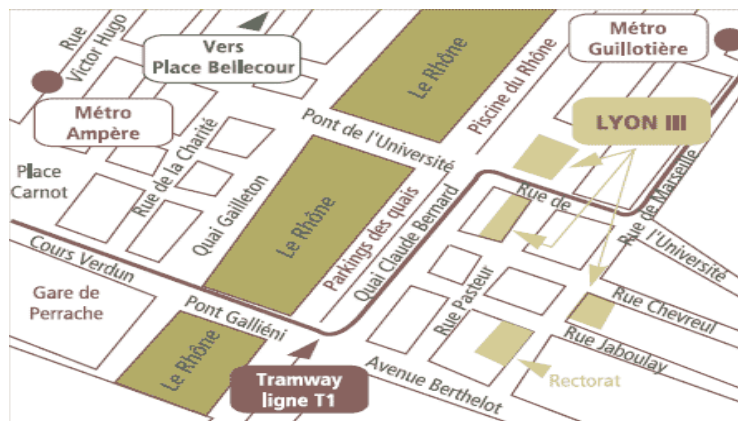 Rue
Victor Hugo
Vers
Place Bellecour
Le Rhône
Piscine du Rhône
Métro
Guillotière
Métro
Ampère
Pont de l'Université
LYON III
Place
Carnot
Rue de la Charité
Quai Gailleton
Le Rhône
Parkings des quais
Quai Claude Bernard
Rue de
l'Université
Rue de Marseille
Cours Verdun
Gare de
Perrache
Pont Galliéni
Rue Pasteur
Rue Chevreul
Rue Jaboulay
Le Rhône
Tramway
ligne T1
Avenue Berthelot
Rectorat